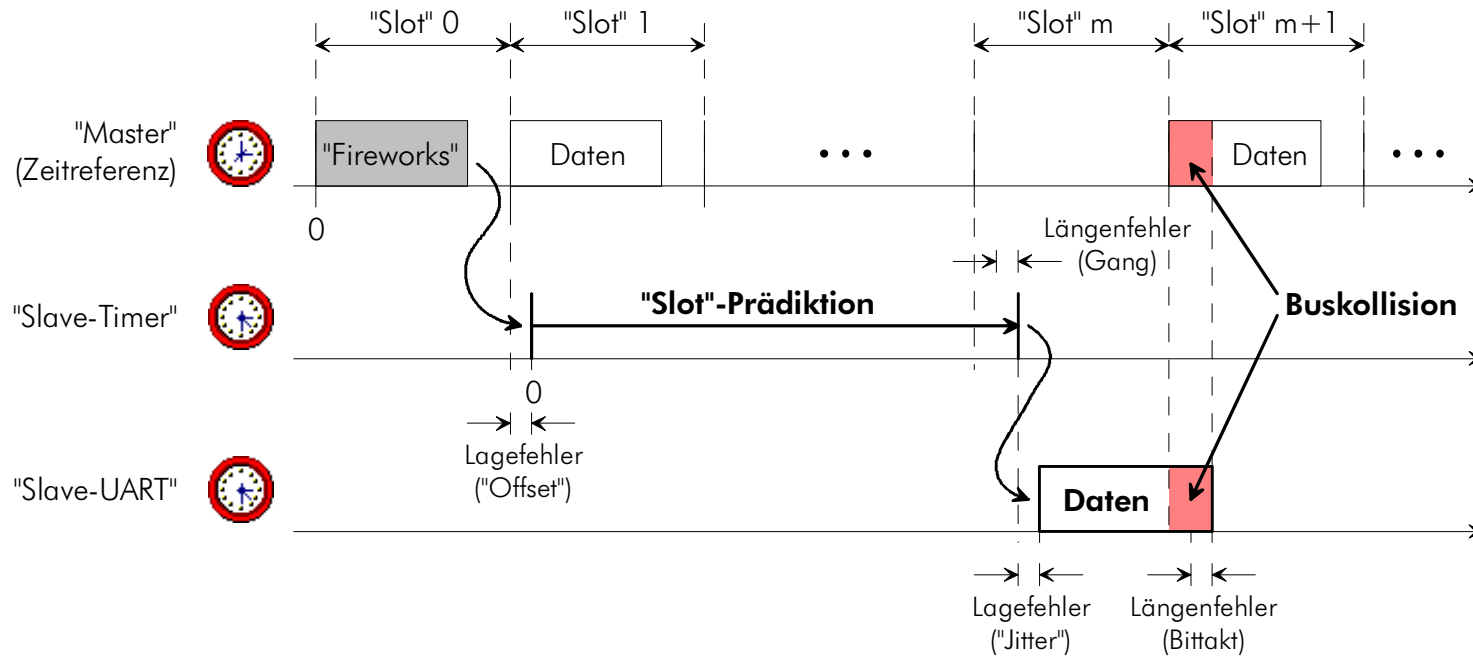 "Slot" 0
"Slot" 1
"Slot" m
"Slot" m+1
"Master"
(Zeitreferenz)
"Fireworks"
Daten
• • •
Daten
• • •
0
Längenfehler
(Gang)
"Slave-Timer"
"Slot"-Prädiktion
Buskollision
0
Lagefehler
("Offset")
"Slave-UART"
Daten
Lagefehler
("Jitter")
Längenfehler
(Bittakt)